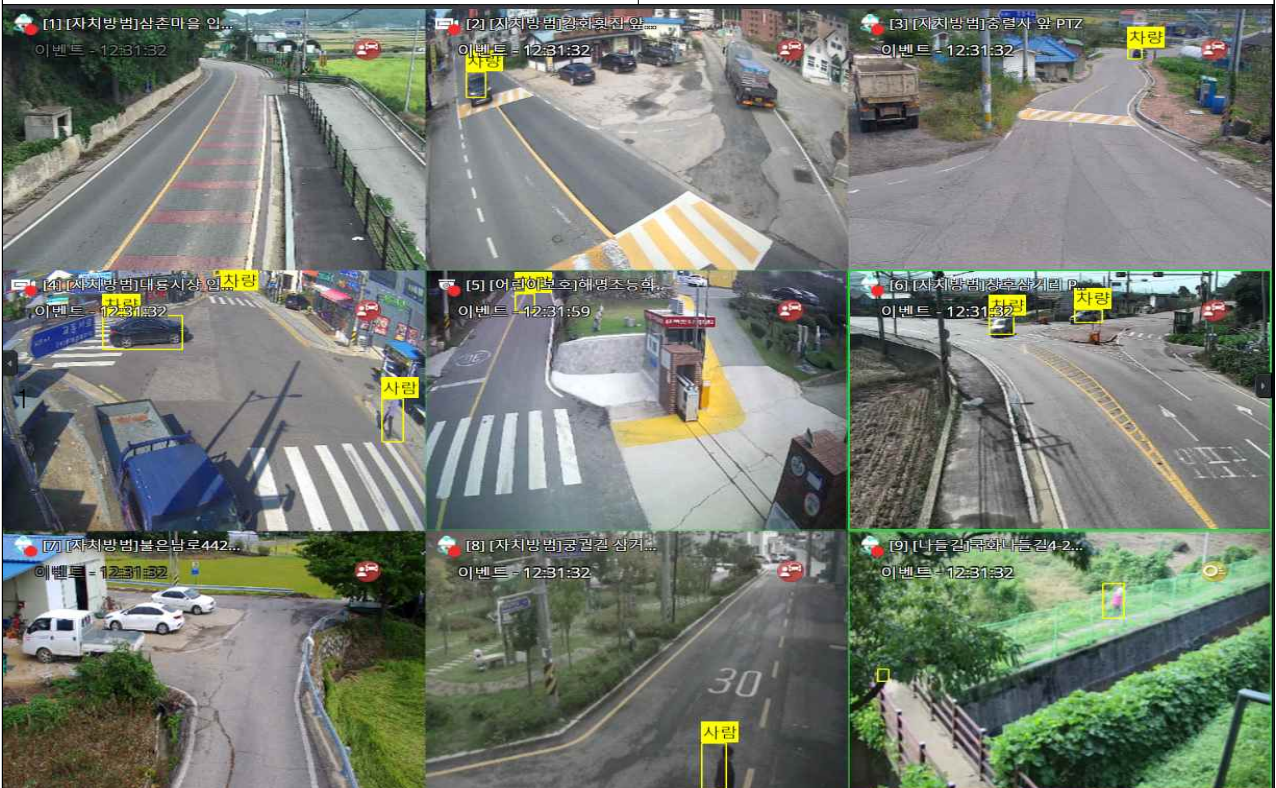 [1] [자치방범]삼촌마을 입...
이벤트 - 12:31:32
[2] [자치방범]강화횟집 앞...
이벤트 - 12:31:32
차량
[3] [자치방범]충렬사 앞 PTZ
이벤트 - 12:31:32
차량
[4] [자치방범]대룡시장 입...
이벤트 - 12:31:32
차량
차량
사람
[5] [어린이보호]해명초등학...
이벤트 - 12:31:59
차량
[6] [자치방범]창후삼거리 P...
이벤트 - 12:31:32
차량
차량
[7] [자치방범]불은남로442...
이벤트 - 12:31:32
[8] [자치방범]궁궐길 삼거...
이벤트 - 12:31:32
30
사람
[9] [나들길]국화나들길4-2...
이벤트 - 12:31:32